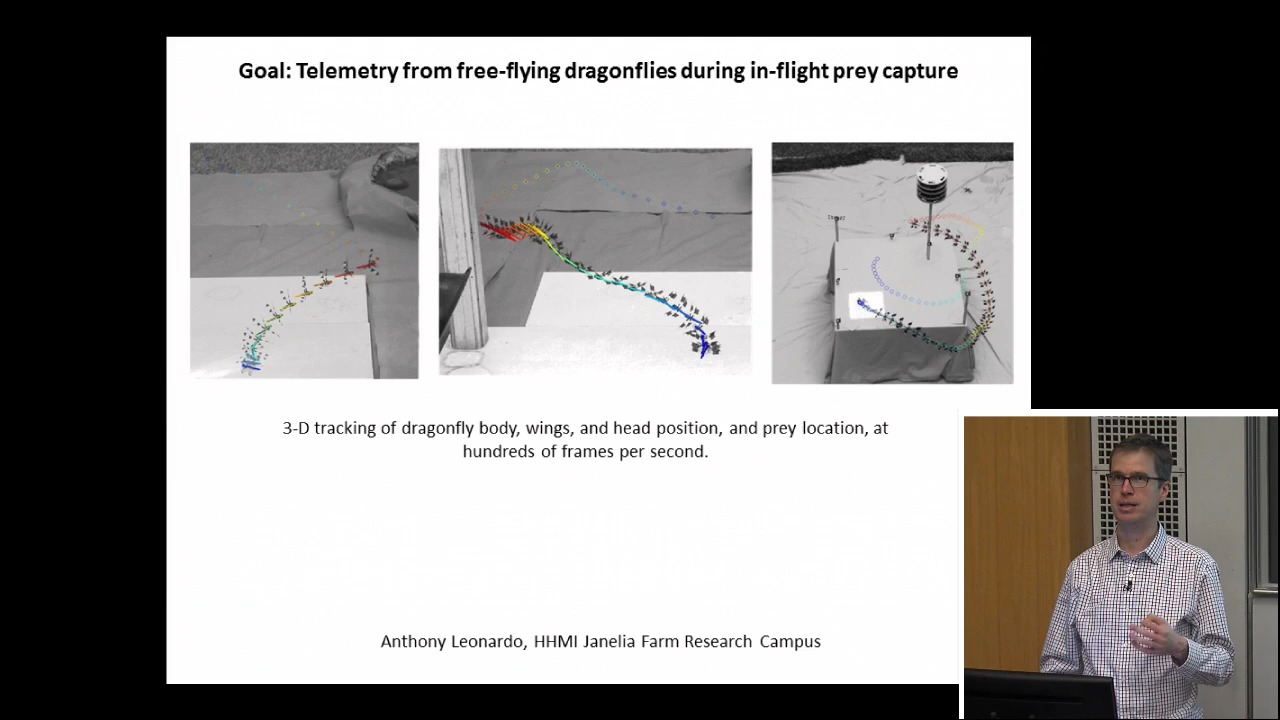 Goal: Telemetry from free-flying dragonflies during in-flight prey capture
3-D tracking of dragonfly body, wings, and head position, and prey location, at
hundreds of frames per second.
Anthony Leonardo, HHMI Janelia Farm Research Campus